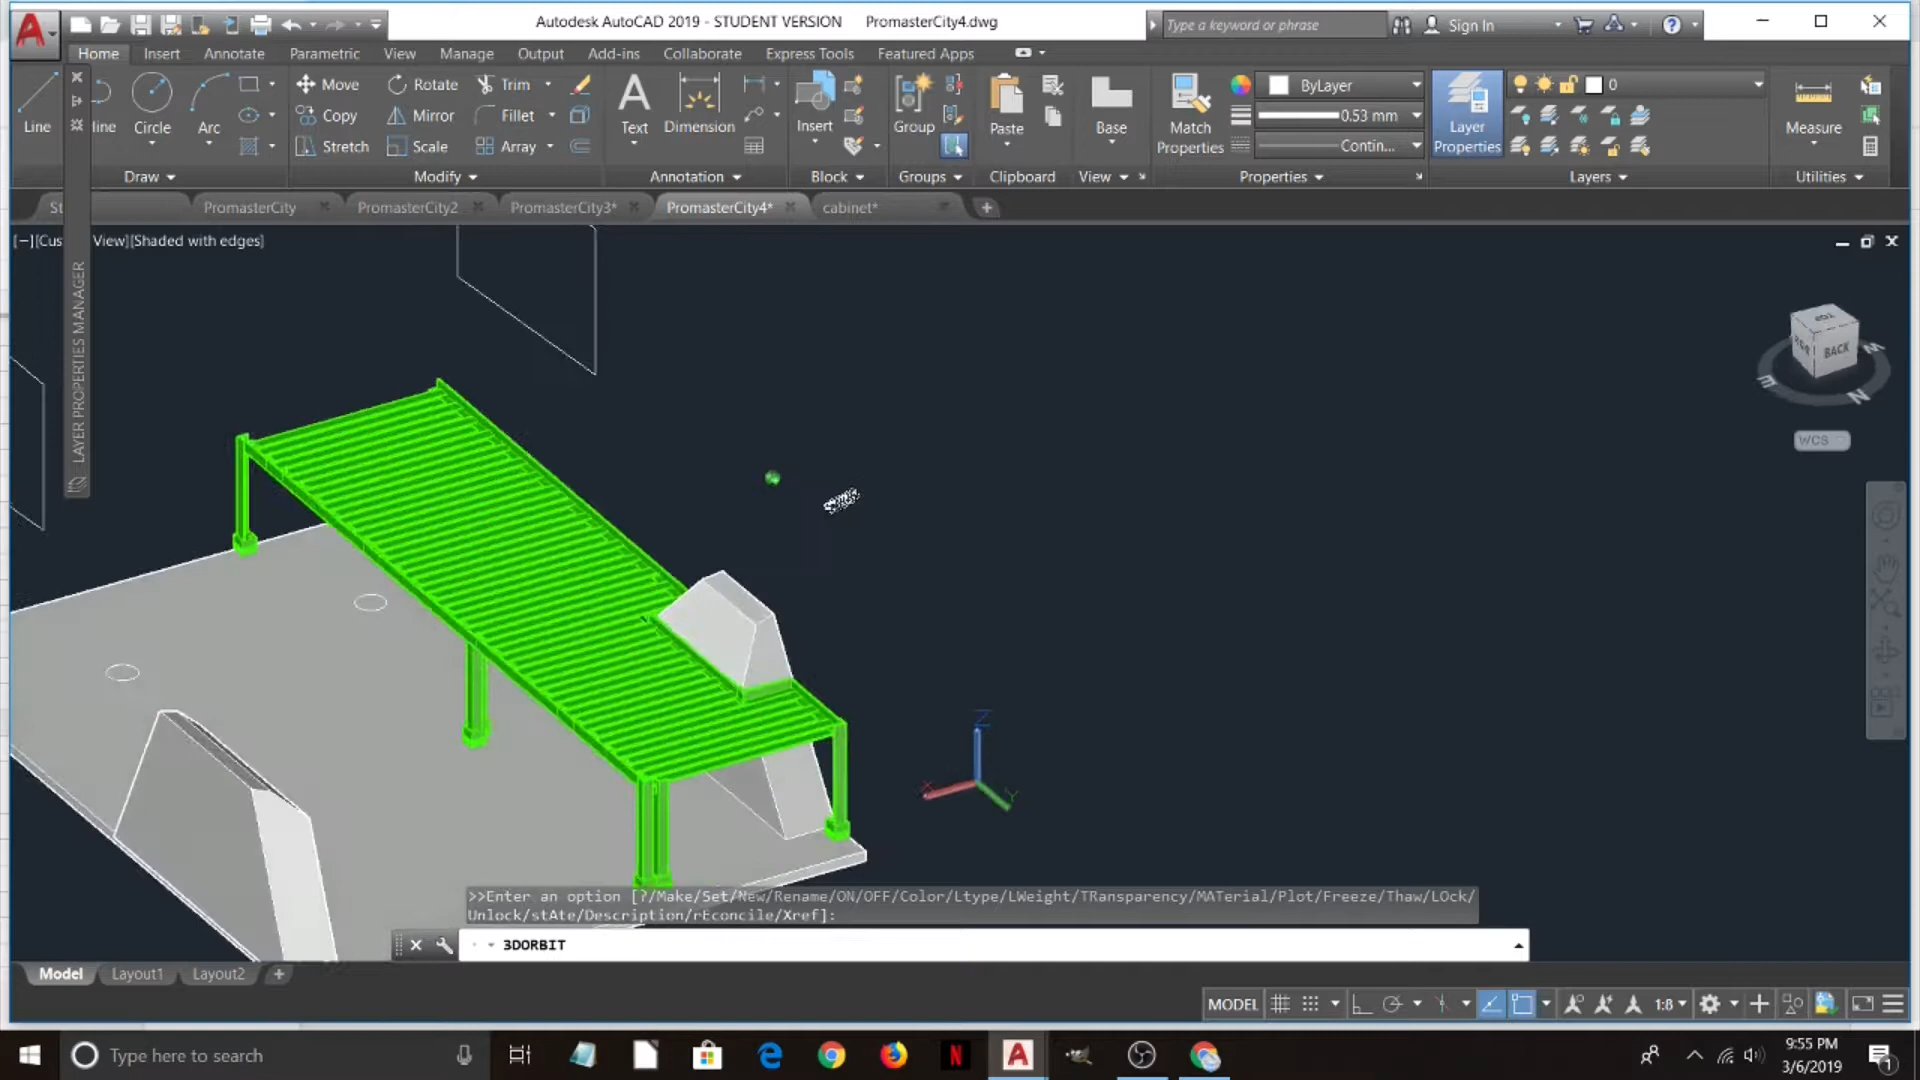 Autodesk AutoCAD 2019 - STUDENT VERSION PromasterCity4.dwg
Type a keyword or phrase
Sign In
Home Insert Annotate Parametric View Manage Output Add-ins Collaborate Express Tools Featured Apps
Line
line
Circle
Arc
Move
Copy
Stretch
Rotate
Mirror
Scale
Trim
Fillet
Array
Text
Dimension
Insert
Group
Paste
Base
Match
Properties
ByLayer
0.53 mm
Contin...
Layer
Properties
0
Measure
Draw Modify Annotation Block Groups Clipboard View Properties Layers Utilities
St PromasterCity PromasterCity2 PromasterCity3* PromasterCity4* cabinet*
[−][Cus View][Shaded with edges]
LAYER PROPERTIES MANAGER
TOP
BACK
E
N
WCS
Z
X
Y
>>Enter an option [?/Make/Set/New/Rename/ON/OFF/Color/Ltype/LWeight/TRansparency/MATerial/Plot/Freeze/Thaw/LOck/
Unlock/stAte/Description/rEconcile/Xref]:
3DORBIT
Model Layout1 Layout2
MODEL
1:8
Type here to search
9:55 PM
3/6/2019
1